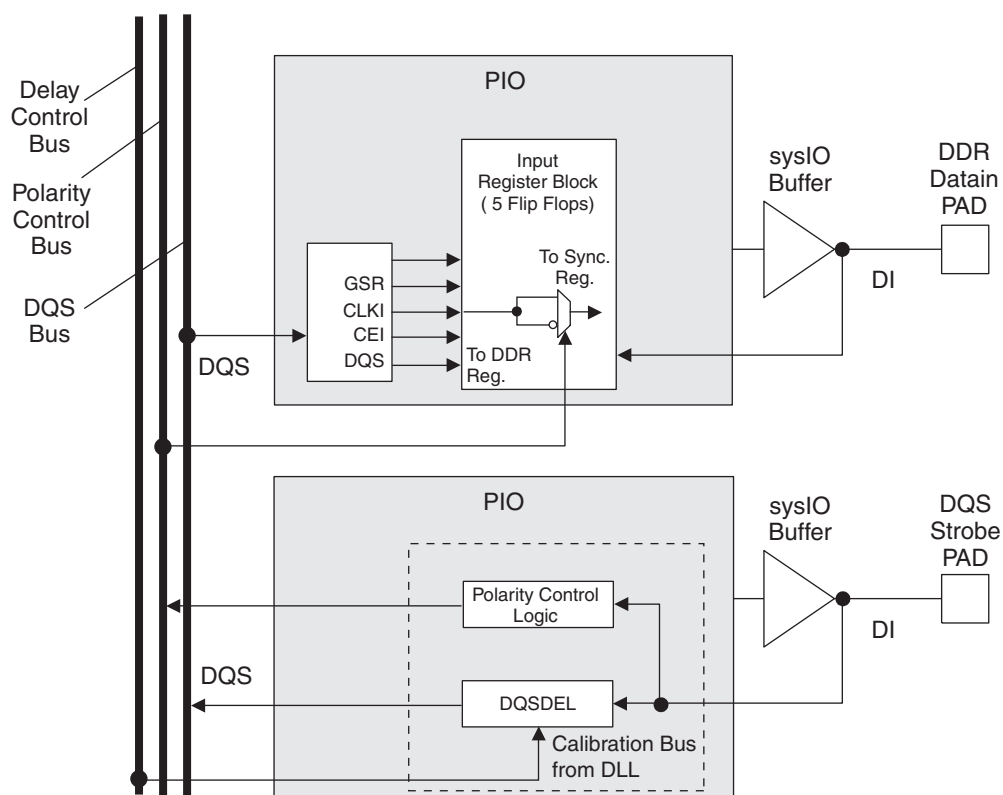 Delay
Control
Bus
Polarity
Control
Bus
DQS
Bus
DQS
PIO
Input
Register Block
( 5 Flip Flops)
To Sync.
Reg.
GSR
CLKI
CEI
DQS
To DDR
Reg.
sysIO
Buffer
DDR
Datain
PAD
DI
PIO
Polarity Control
Logic
DQS
DQSDEL
Calibration Bus
from DLL
sysIO
Buffer
DQS
Strobe
PAD
DI